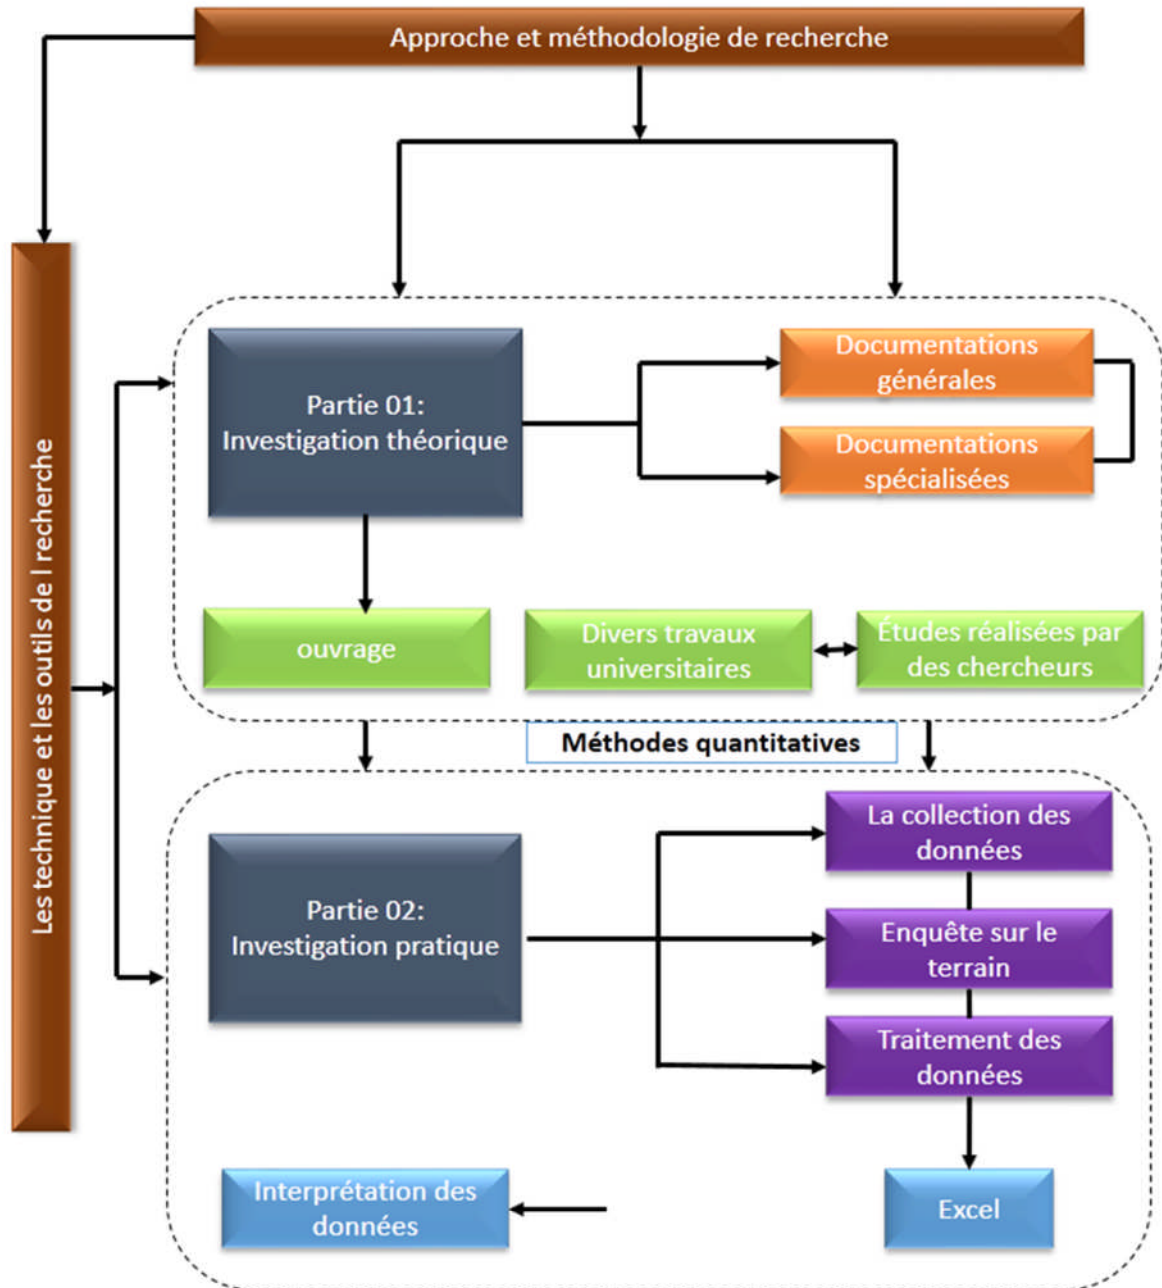 Approche et méthodologie de recherche
Les technique et les outils de l recherche
Partie 01:
Investigation théorique
Documentations
générales
Documentations
spécialisées
ouvrage
Divers travaux
universitaires
Études réalisées par
des chercheurs
Méthodes quantitatives
Partie 02:
Investigation pratique
La collection des
données
Enquête sur le
terrain
Traitement des
données
Interprétation des
données
Excel